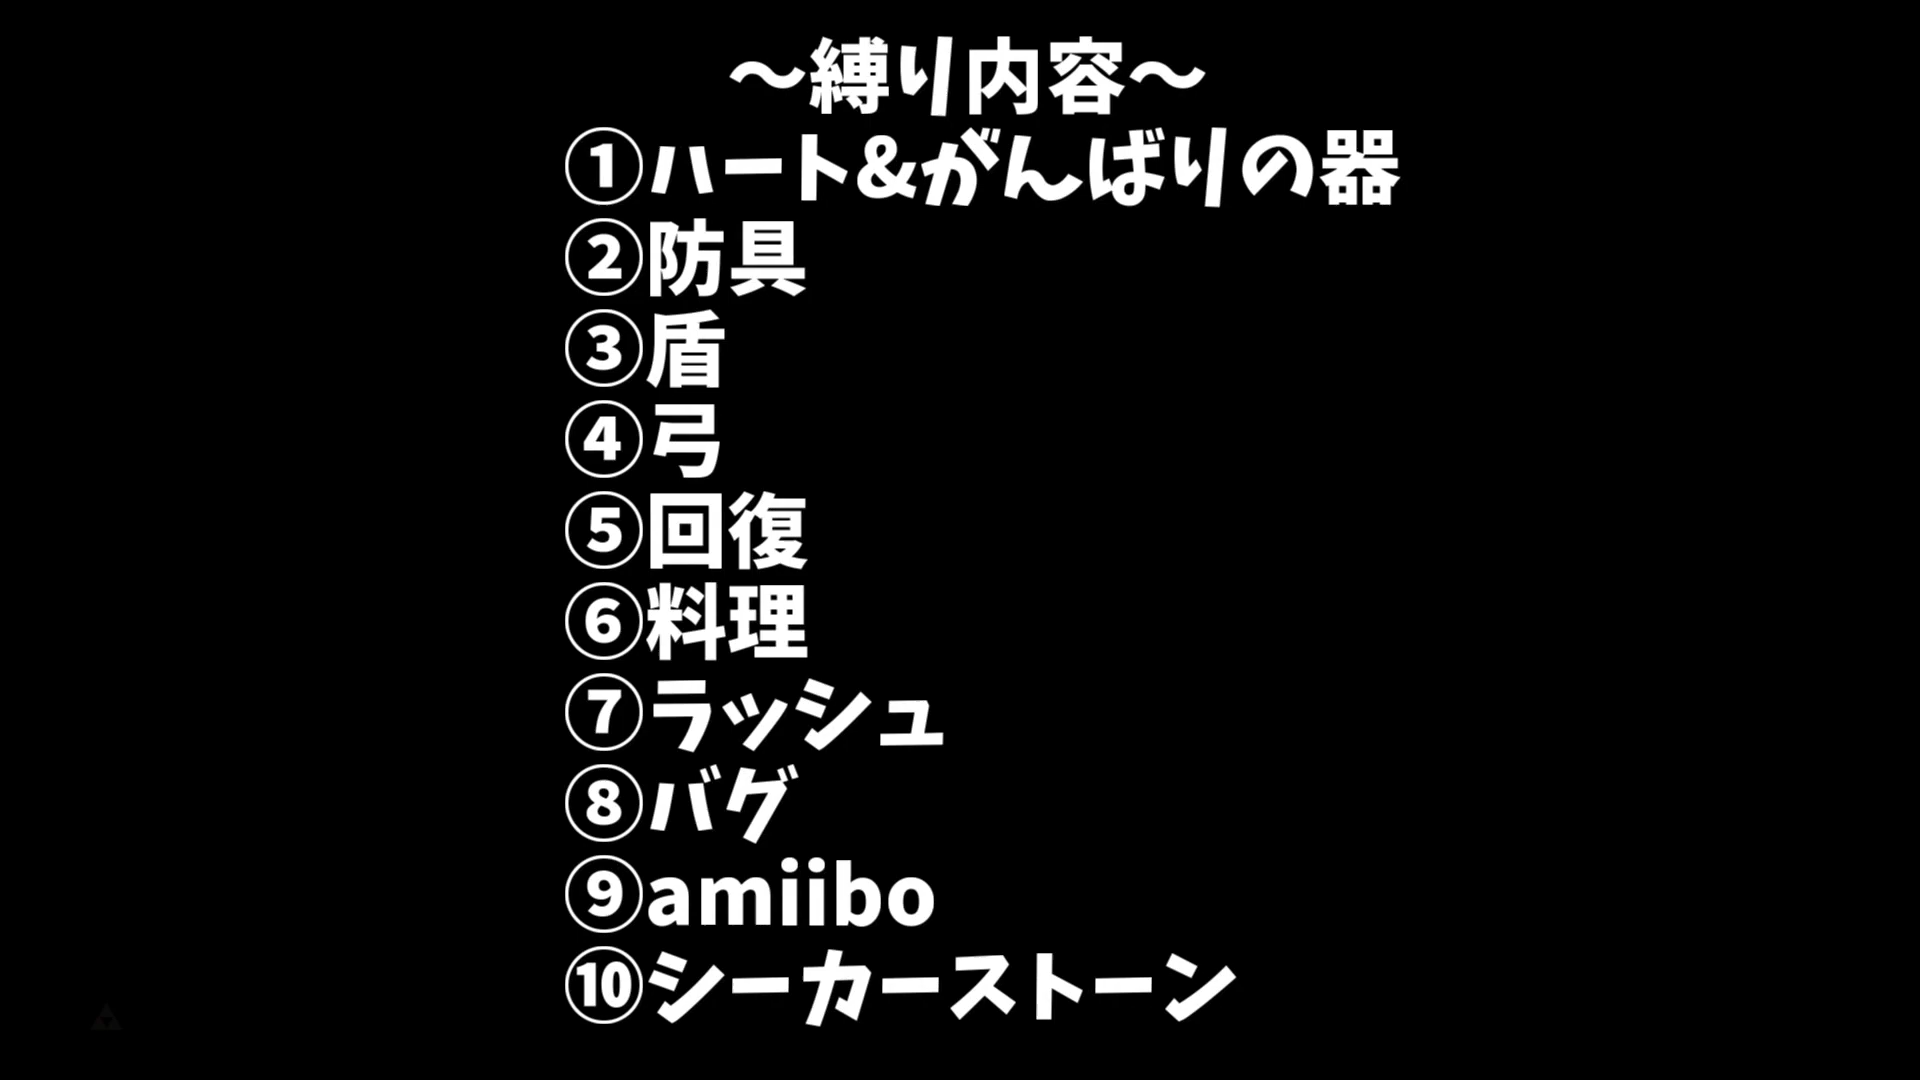 ～縛り内容～
①ハート&がんばりの器
②防具
③盾
④弓
⑤回復
⑥料理
⑦ラッシュ
⑧バグ
⑨amiibo
⑩シーカーストーン